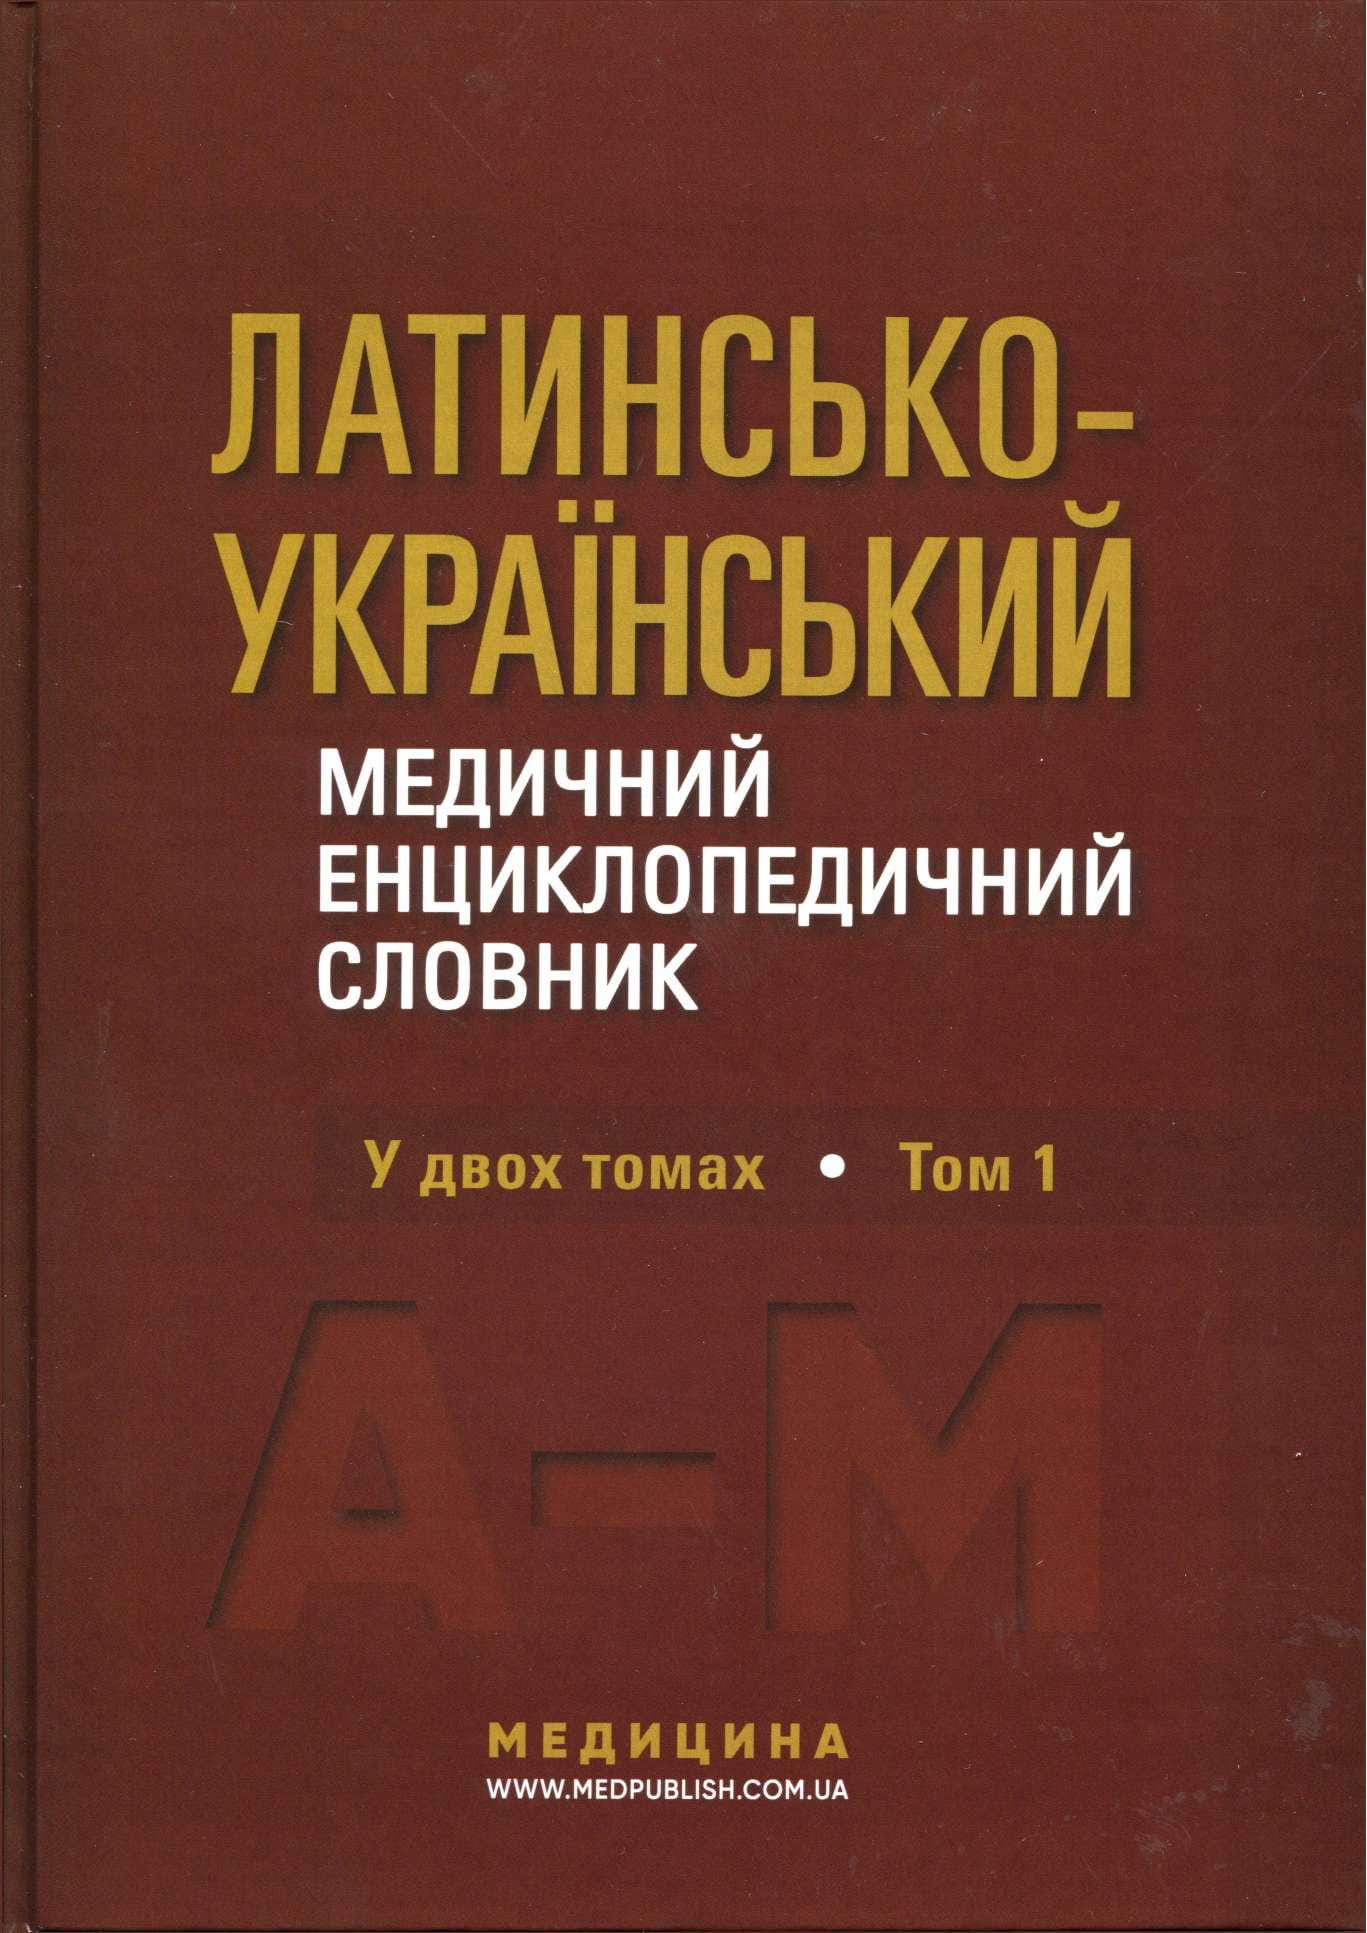 ЛАТИНСЬКО-
УКРАЇНСЬКИЙ
МЕДИЧНИЙ
ЕНЦИКЛОПЕДИЧНИЙ
СЛОВНИК
У двох томах • Том 1
А–М
МЕДИЦИНА
WWW.MEDPUBLISH.COM.UA